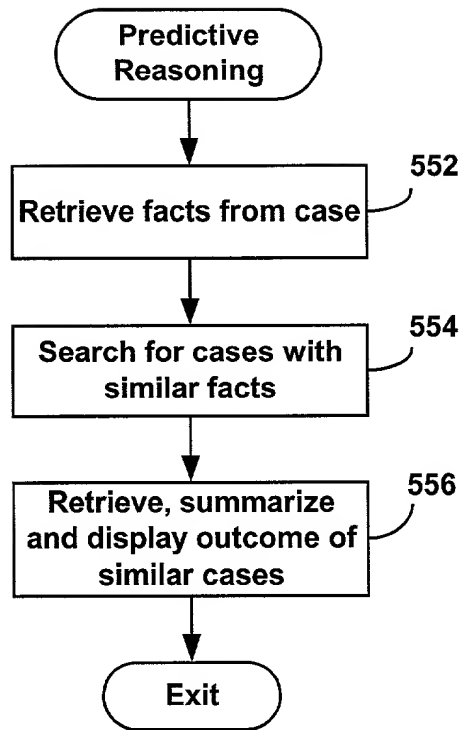 Predictive
Reasoning
552
Retrieve facts from case
554
Search for cases with
similar facts
556
Retrieve, summarize
and display outcome of
similar cases
Exit